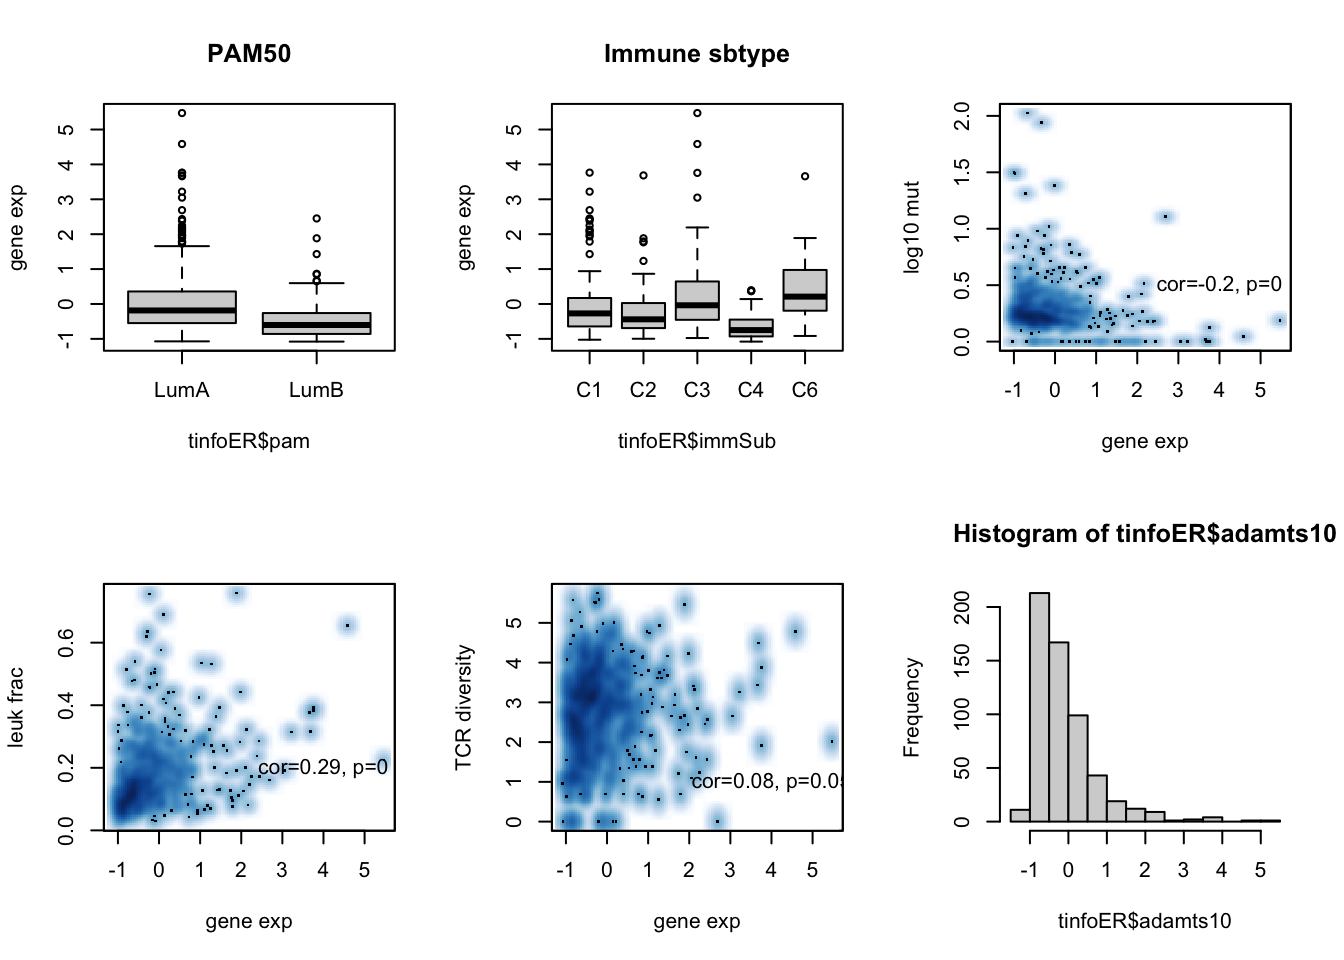 PAM50
gene exp
-1 0 1 2 3 4 5
LumA LumB
tinfoER$pam
Immune sbtype
gene exp
-1 0 1 2 3 4 5
C1 C2 C3 C4 C6
tinfoER$immSub
log10 mut
0.0 0.5 1.0 1.5 2.0
cor=-0.2, p=0
-1 0 1 2 3 4 5
gene exp
leuk frac
0.0 0.2 0.4 0.6
cor=0.29, p=0
-1 0 1 2 3 4 5
gene exp
TCR diversity
0 1 2 3 4 5
cor=0.08, p=0.05
-1 0 1 2 3 4 5
gene exp
Histogram of tinfoER$adamts10
Frequency
0 50 100 150 200
-1 0 1 2 3 4 5
tinfoER$adamts10